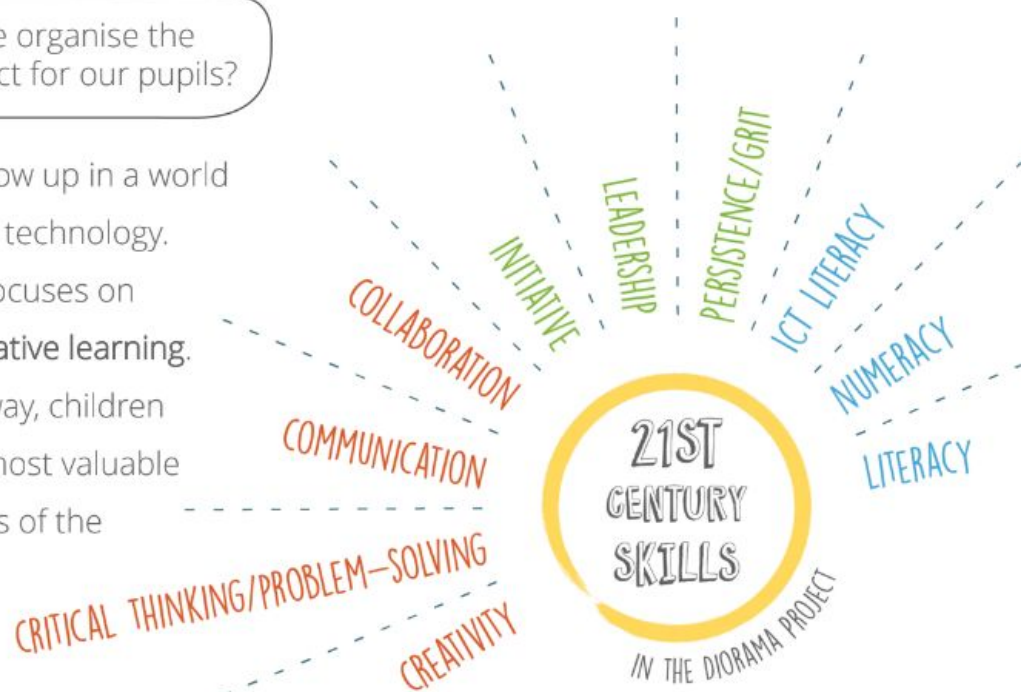 e organise the
ct for our pupils?
ow up in a world
technology.
ocuses on
ative learning.
way, children
most valuable
s of the
CREATIVITY
CRITICAL THINKING/PROBLEM-SOLVING
COMMUNICATION
COLLABORATION
INITIATIVE
LEADERSHIP
PERSISTENCE/GRIT
ICT LITERACY
NUMERACY
LITERACY
21ST
CENTURY
SKILLS
IN THE DIORAMA PROJECT